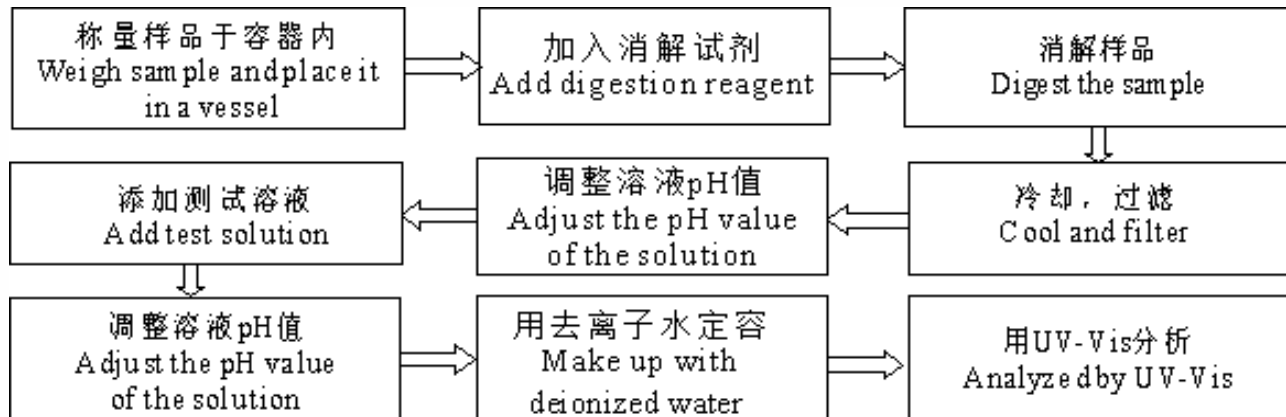 称量样品于容器内
Weigh sample and place it
in a vessel
加入消解试剂
Add digestion reagent
消解样品
Digest the sample
冷却，过滤
Cool and filter
调整溶液pH值
Adjust the pH value
of the solution
添加测试溶液
Add test solution
调整溶液pH值
Adjust the pH value
of the solution
用去离子水定容
Make up with
deionized water
用UV-Vis分析
Analyzed by UV-Vis